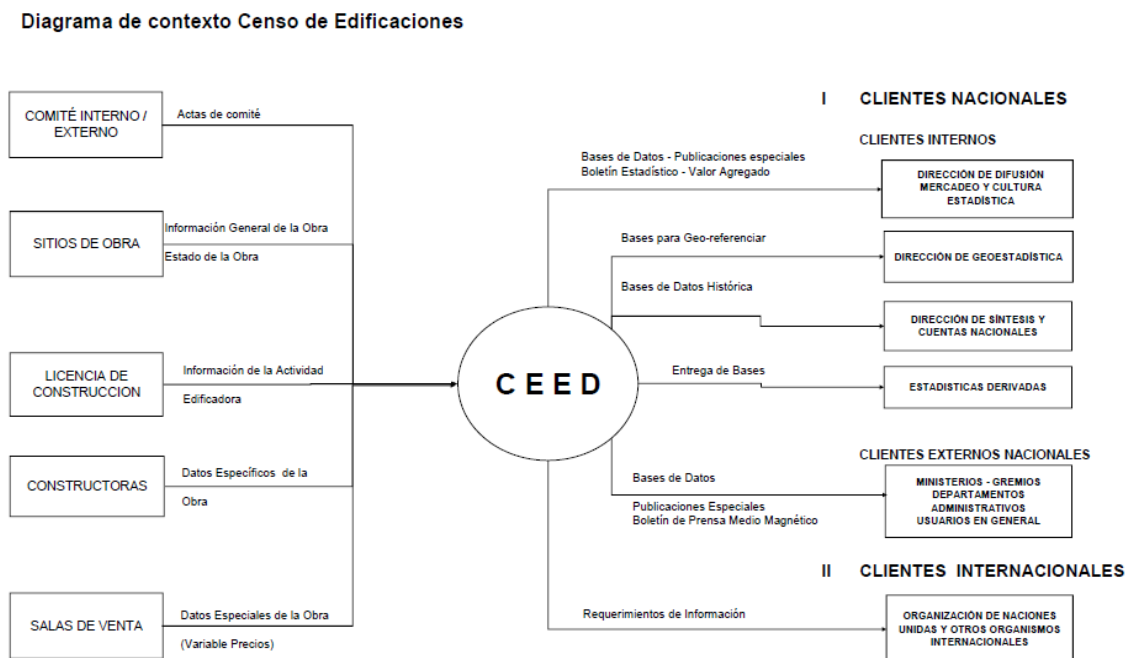 Diagrama de contexto Censo de Edificaciones
COMITÉ INTERNO /
EXTERNO
Actas de comité
SITIOS DE OBRA
Información General de la Obra
Estado de la Obra
LICENCIA DE
CONSTRUCCION
Información de la Actividad
Edificadora
CONSTRUCTORAS
Datos Específicos de la
Obra
SALAS DE VENTA
Datos Especiales de la Obra
(Variable Precios)
C E E D
I CLIENTES NACIONALES
CLIENTES INTERNOS
Bases de Datos - Publicaciones especiales
Boletín Estadístico - Valor Agregado
DIRECCIÓN DE DIFUSIÓN
MERCADEO Y CULTURA
ESTADÍSTICA
Bases para Geo-referenciar
DIRECCIÓN DE GEOESTADÍSTICA
Bases de Datos Histórica
DIRECCIÓN DE SÍNTESIS Y
CUENTAS NACIONALES
Entrega de Bases
ESTADISTICAS DERIVADAS
CLIENTES EXTERNOS NACIONALES
Bases de Datos
Publicaciones Especiales
Boletín de Prensa Medio Magnético
MINISTERIOS - GREMIOS
DEPARTAMENTOS
ADMINISTRATIVOS
USUARIOS EN GENERAL
II CLIENTES INTERNACIONALES
Requerimientos de Información
ORGANIZACIÓN DE NACIONES
UNIDAS Y OTROS ORGANISMOS
INTERNACIONALES